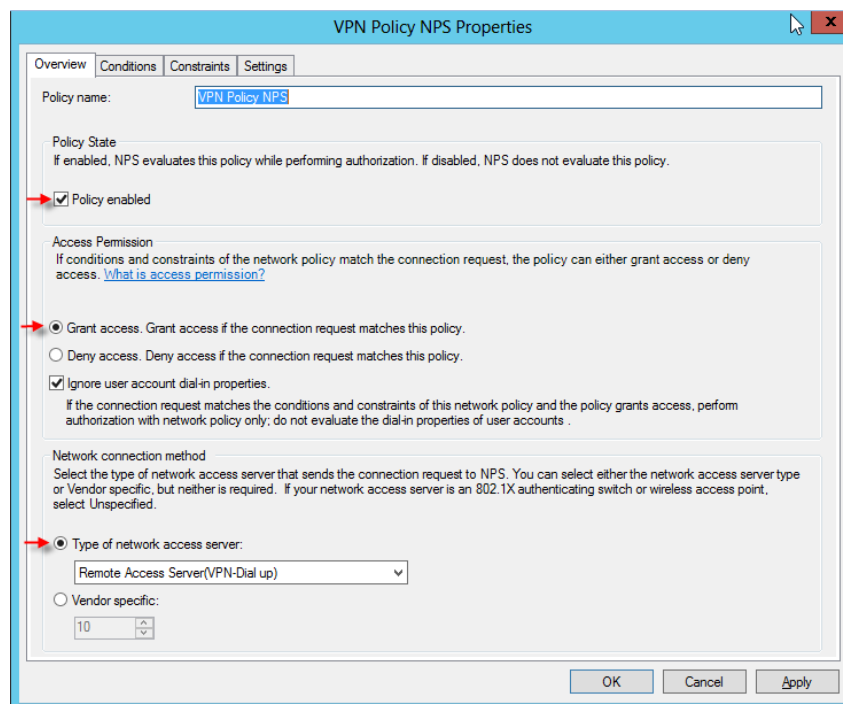 VPN Policy NPS Properties
x
Overview Conditions Constraints Settings
Policy name: VPN Policy NPS
Policy State
If enabled, NPS evaluates this policy while performing authorization. If disabled, NPS does not evaluate this policy.
Policy enabled
Access Permission
If conditions and constraints of the network policy match the connection request, the policy can either grant access or deny
access. What is access permission?
Grant access. Grant access if the connection request matches this policy.
Deny access. Deny access if the connection request matches this policy.
Ignore user account dial-in properties.
If the connection request matches the conditions and constraints of this network policy and the policy grants access, perform
authorization with network policy only; do not evaluate the dial-in properties of user accounts .
Network connection method
Select the type of network access server that sends the connection request to NPS. You can select either the network access server type
or Vendor specific, but neither is required. If your network access server is an 802.1X authenticating switch or wireless access point,
select Unspecified.
Type of network access server:
Remote Access Server(VPN-Dial up)
Vendor specific:
10
OK Cancel Apply